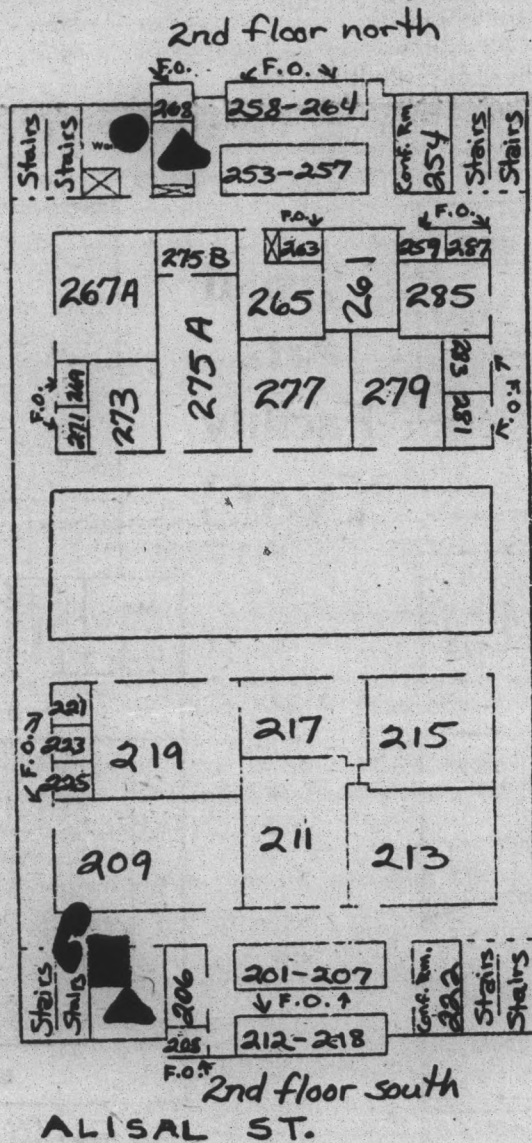 2nd floor north
F.O.
F.O.
268
258-264
Stairs
Stairs
Conf. Rm
254
Stairs
Stairs
253-257
F.O.
F.O.
275B
263
259
287
267A
265
261
285
275A
F.O.
269
271
273
277
279
283
281
F.O.
221
223
225
F.O.
219
217
215
209
211
213
Stairs
Stairs
206
201-207
F.O.
212-218
Conf. Rm.
222
Stairs
Stairs
208
F.O.
2nd floor south
ALISAL ST.